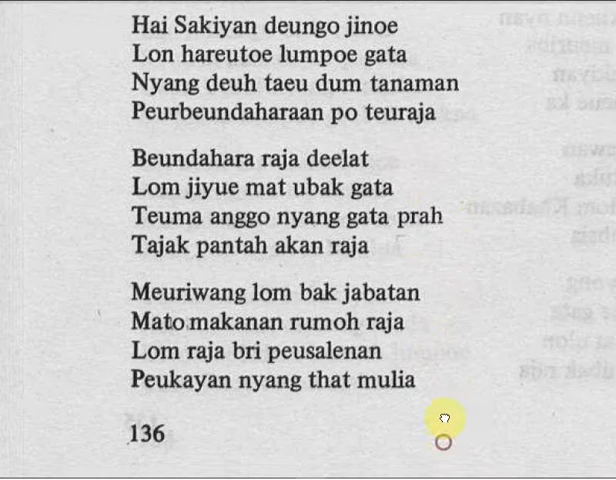 Hai Sakiyan deungo jinoe
Lon hareutoe lumpoe gata
Nyang deuh taeu dum tanaman
Peurbeundaharaan po teuraja
Beundahara raja deelat
Lom jiyue mat ubak gata
Teuma anggo nyang gata prah
Tajak pantah akan raja
Meuriwang lom bak jabatan
Mato makanan rumoh raja
Lom raja bri peusalenan
Peukayan nyang that mulia
136